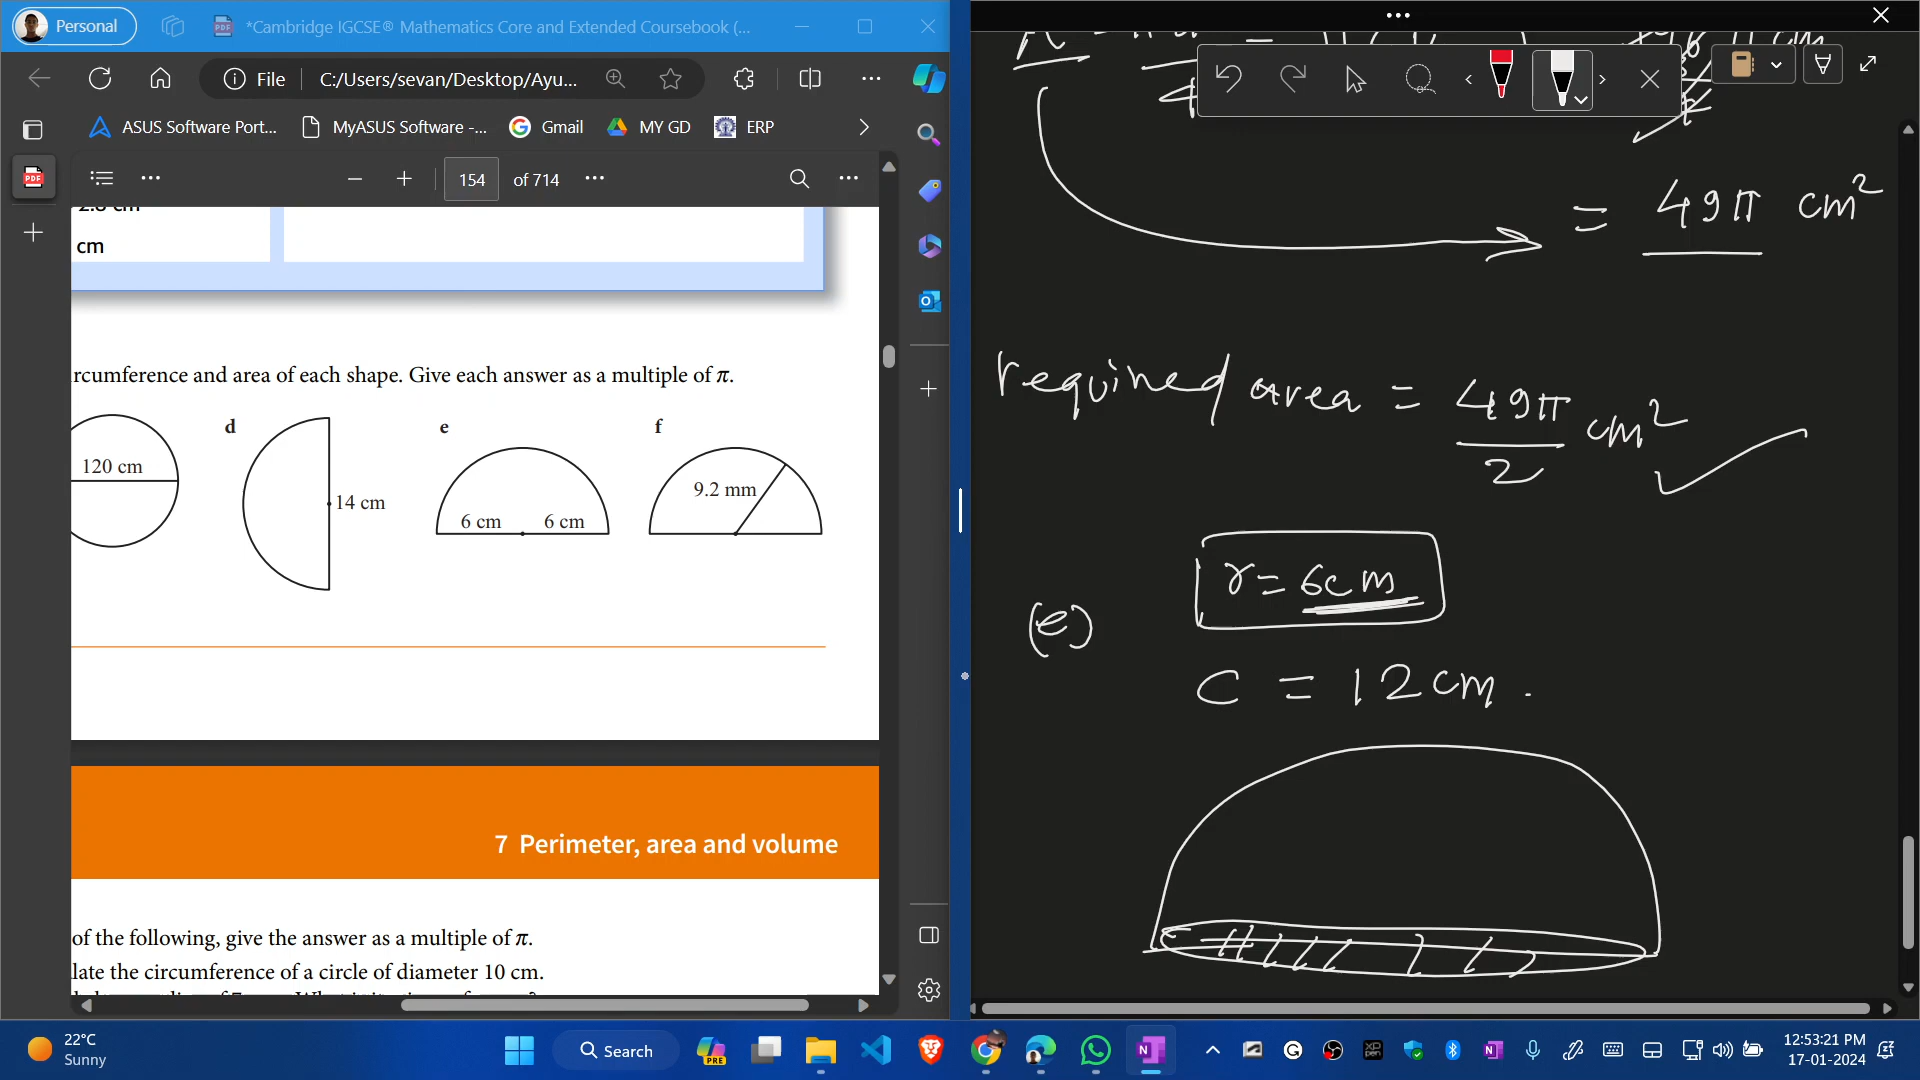 Personal
*Cambridge IGCSE® Mathematics Core and Extended Coursebook (...
File
C:/Users/sevan/Desktop/Ayu...
ASUS Software Port...
MyASUS Software -...
Gmail
MY GD
ERP
154 of 714
cm
rcumference and area of each shape. Give each answer as a multiple of π.
d
e
f
120 cm
14 cm
6 cm
6 cm
9.2 mm
7 Perimeter, area and volume
of the following, give the answer as a multiple of π.
late the circumference of a circle of diameter 10 cm.
= 49π cm²
required area = 49π/2 cm²
r = 6cm
(e)
C = 12 cm.
22°C
Sunny
Search
PRE
12:53:21 PM
17-01-2024